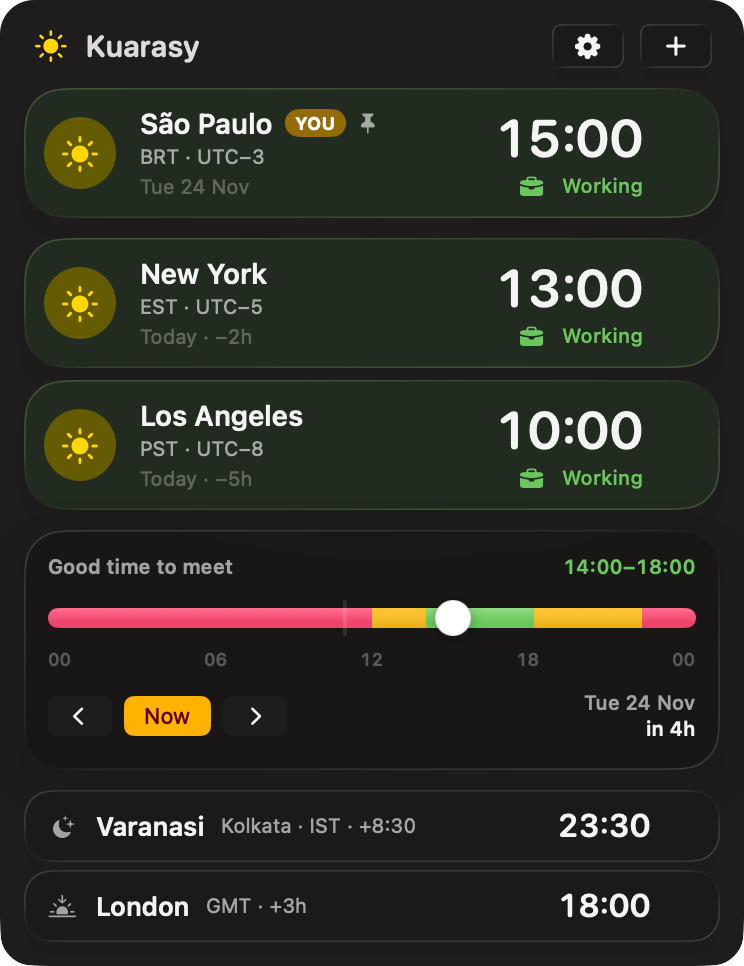 Kuarasy
São Paulo YOU
BRT · UTC−3
Tue 24 Nov
15:00
Working
New York
EST · UTC−5
Today · −2h
13:00
Working
Los Angeles
PST · UTC−8
Today · −5h
10:00
Working
Good time to meet 14:00–18:00
00 06 12 18 00
Now
Tue 24 Nov
in 4h
Varanasi Kolkata · IST · +8:30 23:30
London GMT · +3h 18:00